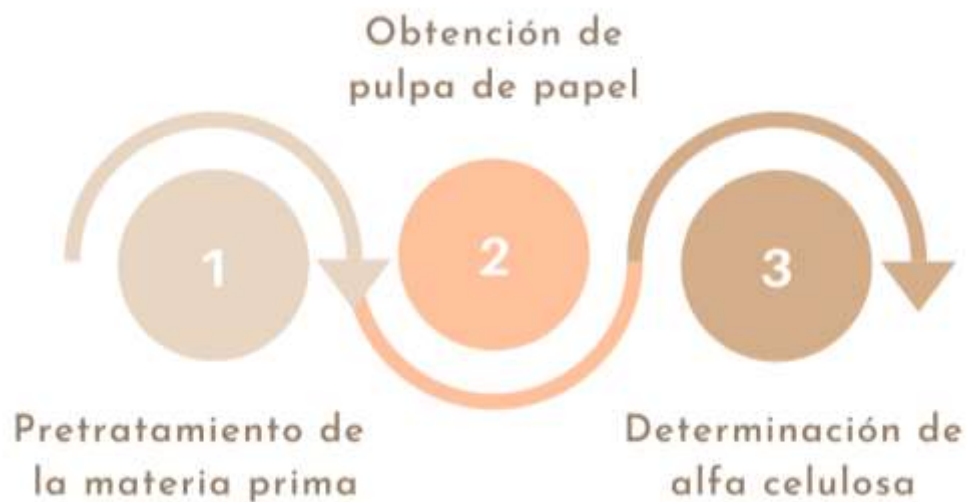 Obtención de
pulpa de papel
1
2
3
Pretratamiento de
la materia prima
Determinación de
alfa celulosa